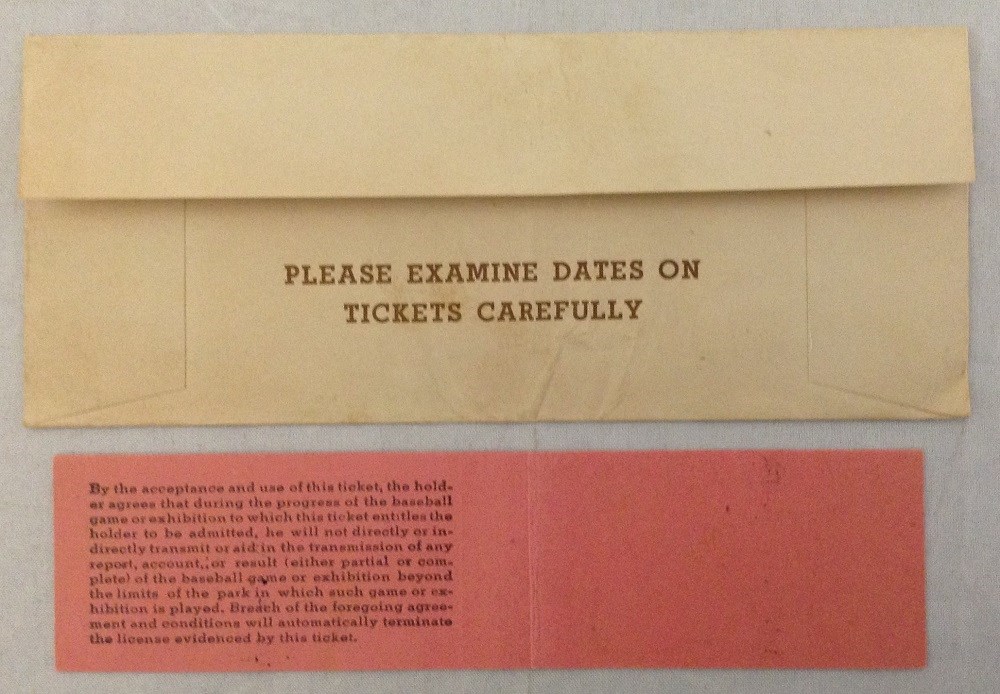 PLEASE EXAMINE DATES ON
TICKETS CAREFULLY
By the acceptance and use of this ticket, the hold-
er agrees that during the progress of the baseball
game or exhibition to which this ticket entitles the
holder to be admitted, he will not directly or in-
directly transmit or aid in the transmission of any
report, account, or result (either partial or com-
plete) of the baseball game or exhibition beyond
the limits of the park in which such game or ex-
hibition is played. Breach of the foregoing agree-
ment and conditions will automatically terminate
the license evidenced by this ticket.